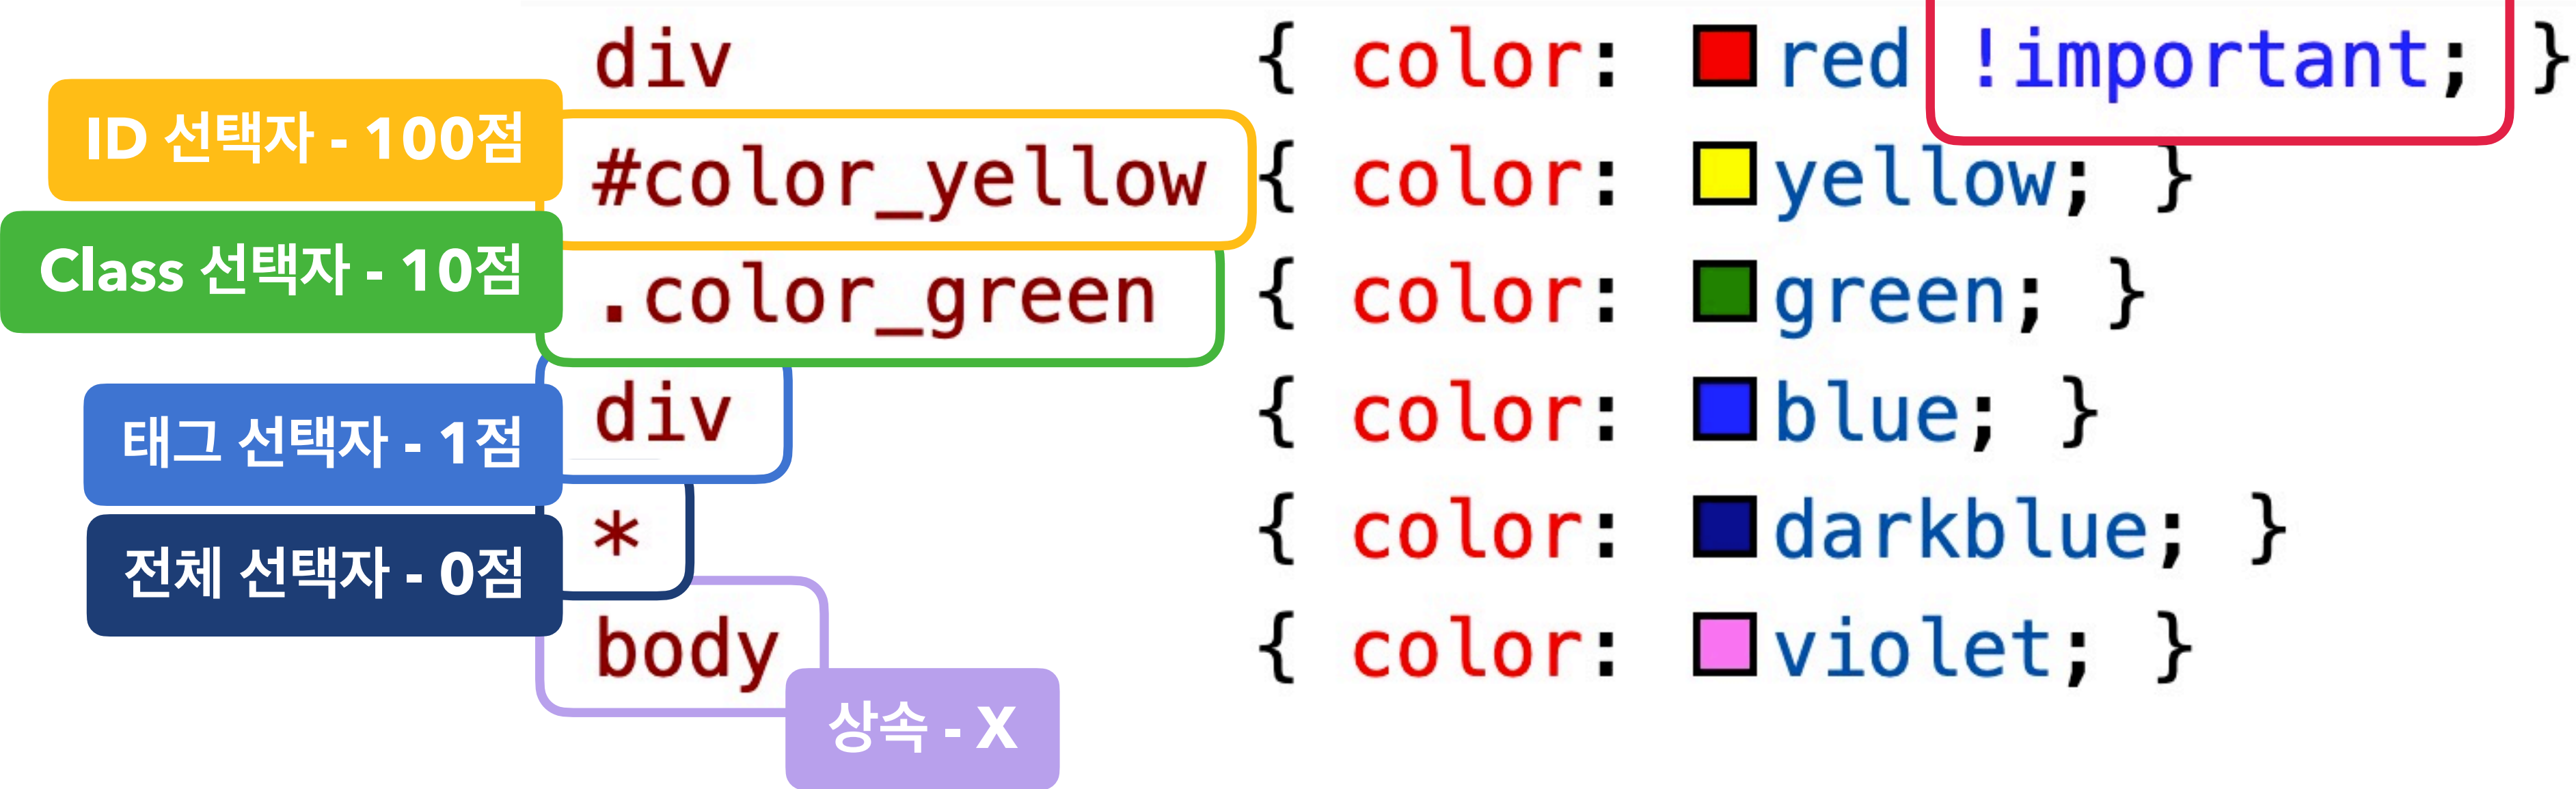 div { color: red !important; }
ID 선택자 - 100점
#color_yellow { color: yellow; }
Class 선택자 - 10점
.color_green { color: green; }
태그 선택자 - 1점
div { color: blue; }
전체 선택자 - 0점
* { color: darkblue; }
body { color: violet; }
상속 - X